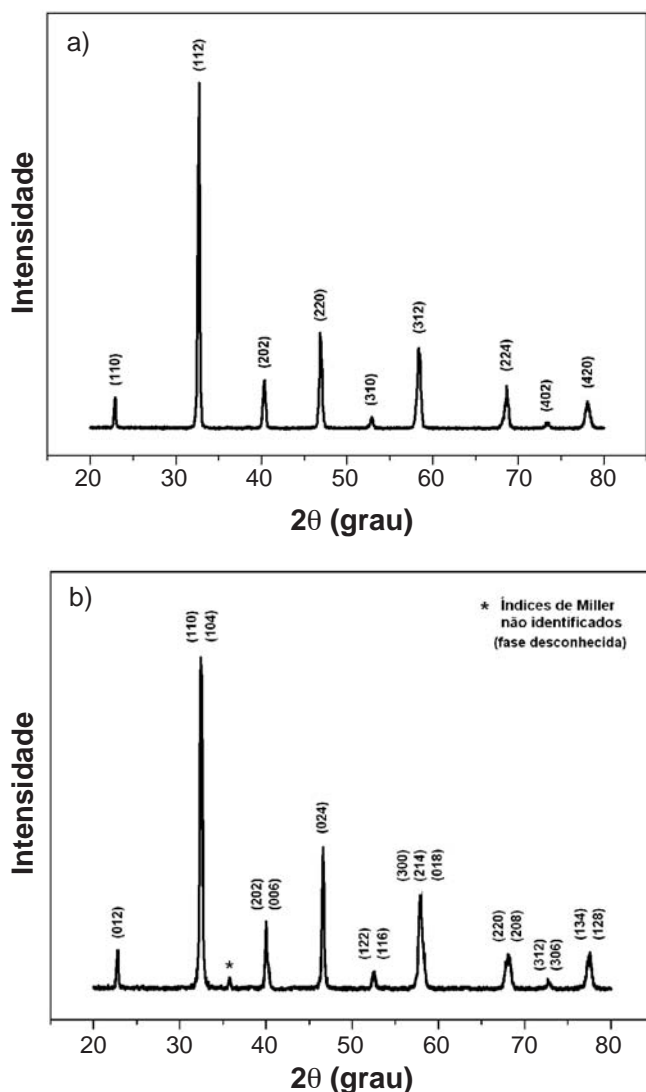 a)
(110)
(112)
(202)
(220)
(310)
(312)
(224)
(402)
(420)
Intensidade
20 30 40 50 60 70 80
2θ (grau)
b)
* Índices de Miller
não identificados
(fase desconhecida)
(012)
(110)
(104)
*
(202)
(006)
(024)
(122)
(116)
(300)
(214)
(018)
(220)
(208)
(312)
(306)
(134)
(128)
Intensidade
20 30 40 50 60 70 80
2θ (grau)